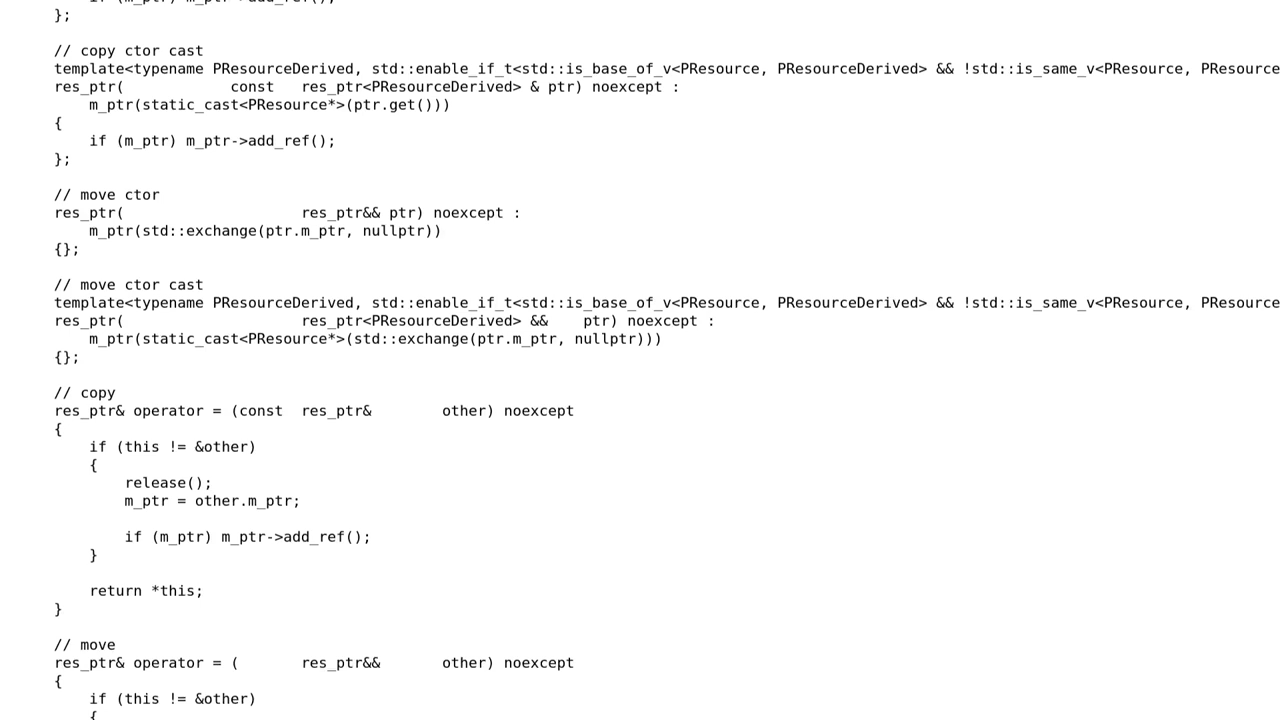 };
// copy ctor cast
template<typename PResourceDerived, std::enable_if_t<std::is_base_of_v<PResource, PResourceDerived> && !std::is_same_v<PResource, PResource
res_ptr(            const   res_ptr<PResourceDerived> & ptr) noexcept :
    m_ptr(static_cast<PResource*>(ptr.get()))
{
    if (m_ptr) m_ptr->add_ref();
};
// move ctor
res_ptr(                    res_ptr&& ptr) noexcept :
    m_ptr(std::exchange(ptr.m_ptr, nullptr))
{};
// move ctor cast
template<typename PResourceDerived, std::enable_if_t<std::is_base_of_v<PResource, PResourceDerived> && !std::is_same_v<PResource, PResource
res_ptr(                    res_ptr<PResourceDerived> &&    ptr) noexcept :
    m_ptr(static_cast<PResource*>(std::exchange(ptr.m_ptr, nullptr)))
{};
// copy
res_ptr& operator = (const  res_ptr&        other) noexcept
{
    if (this != &other)
    {
        release();
        m_ptr = other.m_ptr;
        if (m_ptr) m_ptr->add_ref();
    }
    return *this;
}
// move
res_ptr& operator = (       res_ptr&&       other) noexcept
{
    if (this != &other)
    {